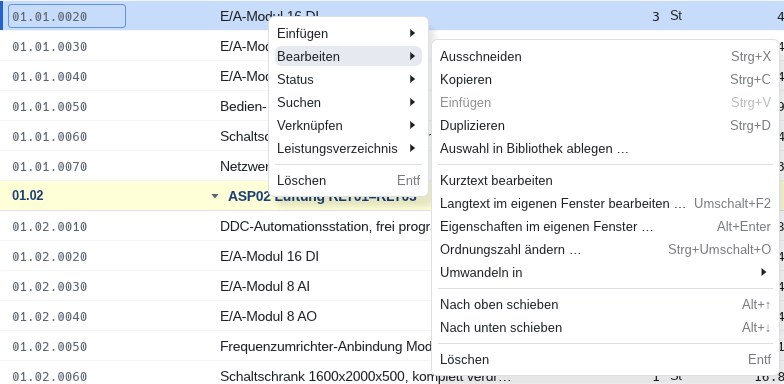 01.01.0020 E/A-Modul 16 DI 3 St 4
01.01.0030 E/A-Mo
01.01.0040 E/A-Mo
01.01.0050 Bedien-
01.01.0060 Schalts
01.01.0070 Netzwer
01.02 ASP02 Lüftung
01.02.0010 DDC-Automationsstation, frei progr
01.02.0020 E/A-Modul 16 DI
01.02.0030 E/A-Modul 8 AI
01.02.0040 E/A-Modul 8 AO
01.02.0050 Frequenzumrichter-Anbindung Mod
01.02.0060 Schaltschrank 1600x2000x500, komplett verdr… 1 St 16.8
Einfügen
Bearbeiten
Status
Suchen
Verknüpfen
Leistungsverzeichnis
Löschen Entf
Ausschneiden Strg+X
Kopieren Strg+C
Einfügen Strg+V
Duplizieren Strg+D
Auswahl in Bibliothek ablegen …
Kurztext bearbeiten
Langtext im eigenen Fenster bearbeiten … Umschalt+F2
Eigenschaften im eigenen Fenster … Alt+Enter
Ordnungszahl ändern … Strg+Umschalt+O
Umwandeln in
Nach oben schieben Alt+↑
Nach unten schieben Alt+↓
Löschen Entf